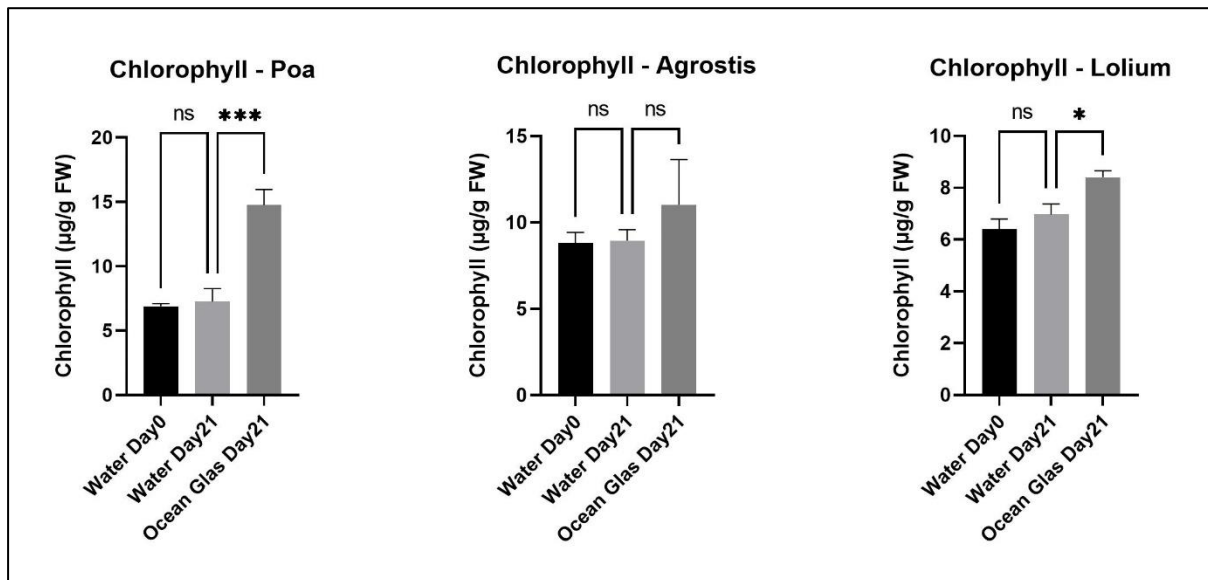 Chlorophyll - Poa
ns ***
Chlorophyll (µg/g FW)
20
15
10
5
0
Water Day0
Water Day21
Ocean Glas Day21
Chlorophyll - Agrostis
ns ns
Chlorophyll (µg/g FW)
15
10
5
0
Water Day0
Water Day21
Ocean Glas Day21
Chlorophyll - Lolium
ns *
Chlorophyll (µg/g FW)
10
8
6
4
2
0
Water Day0
Water Day21
Ocean Glas Day21